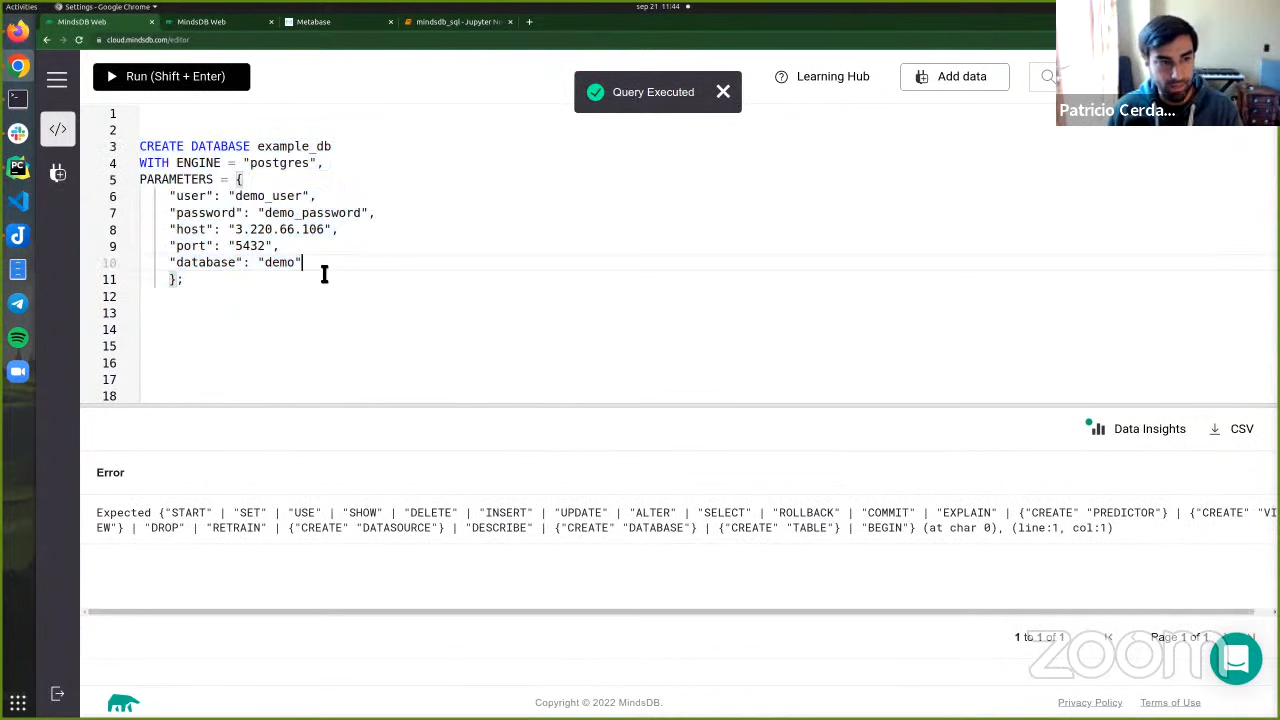 Activities
Settings - Google Chrome
sep 21 11:44
MindsDB Web
MindsDB Web
Metabase
mindsdb_sql - Jupyter No
cloud.mindsdb.com/editor
Run (Shift + Enter)
Query Executed
Learning Hub
Add data
Patricio Cerda...
1
2
3 CREATE DATABASE example_db
4 WITH ENGINE = "postgres",
5 PARAMETERS = {
6 "user": "demo_user",
7 "password": "demo_password",
8 "host": "3.220.66.106",
9 "port": "5432",
10 "database": "demo"
11 };
12
13
14
15
16
17
18
Data Insights
CSV
Error
Expected {"START" | "SET" | "USE" | "SHOW" | "DELETE" | "INSERT" | "UPDATE" | "ALTER" | "SELECT" | "ROLLBACK" | "COMMIT" | "EXPLAIN" | {"CREATE" "PREDICTOR"} | {"CREATE" "VI
EW"} | "DROP" | "RETRAIN" | {"CREATE" "DATASOURCE"} | "DESCRIBE" | {"CREATE" "DATABASE"} | {"CREATE" "TABLE"} | "BEGIN"} (at char 0), (line:1, col:1)
1 to 1 of 1
Page 1 of 1
zoom
Copyright © 2022 MindsDB.
Privacy Policy
Terms of Use